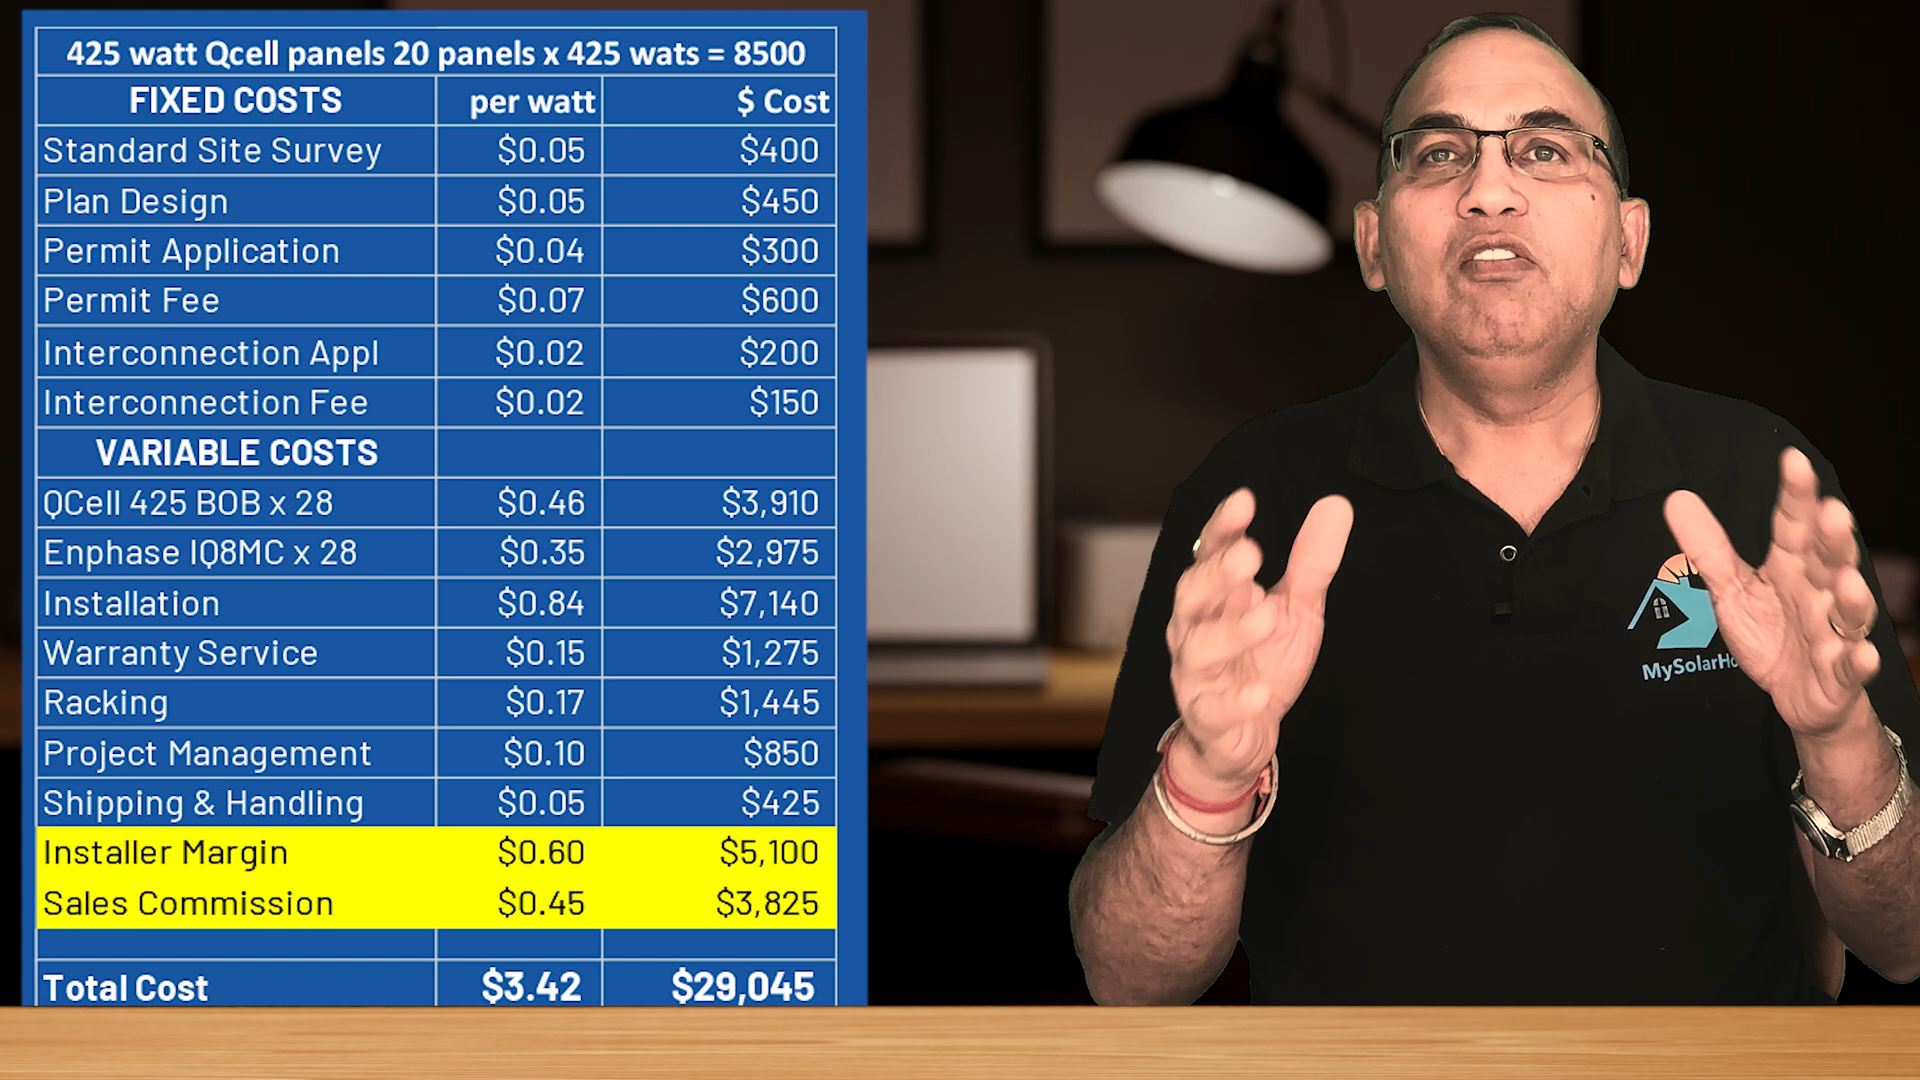 425 watt Qcell panels 20 panels x 425 wats = 8500
FIXED COSTS per watt $ Cost
Standard Site Survey $0.05 $400
Plan Design $0.05 $450
Permit Application $0.04 $300
Permit Fee $0.07 $600
Interconnection Appl $0.02 $200
Interconnection Fee $0.02 $150
VARIABLE COSTS
QCell 425 BOB x 28 $0.46 $3,910
Enphase IQ8MC x 28 $0.35 $2,975
Installation $0.84 $7,140
Warranty Service $0.15 $1,275
Racking $0.17 $1,445
Project Management $0.10 $850
Shipping & Handling $0.05 $425
Installer Margin $0.60 $5,100
Sales Commission $0.45 $3,825
Total Cost $3.42 $29,045